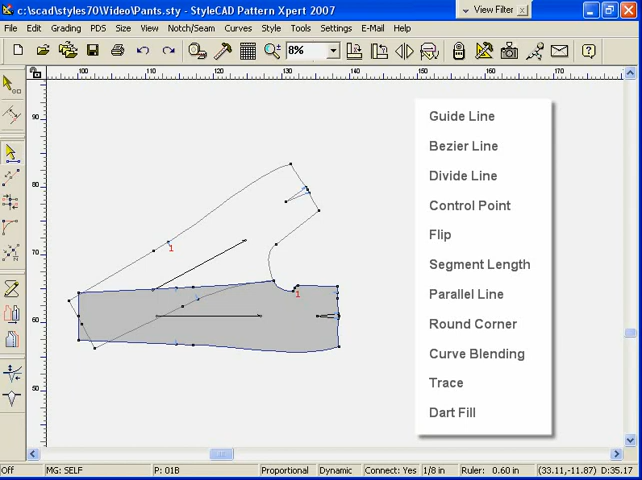 c:\scad\styles70\Video\Pants.sty - StyleCAD Pattern Xpert 2007
View Filter
File Edit Grading PDS Size View Notch/Seam Curves Style Tools Settings E-Mail Help
8%
100 110 120 130 140 150 160 170
90
80
70
60
50
1
1
Guide Line
Bezier Line
Divide Line
Control Point
Flip
Segment Length
Parallel Line
Round Corner
Curve Blending
Trace
Dart Fill
Off MG: SELF P: 01B Proportional Dynamic Connect: Yes 1/8 in Ruler: 0.60 in (33.11,-11.87) D:35.17